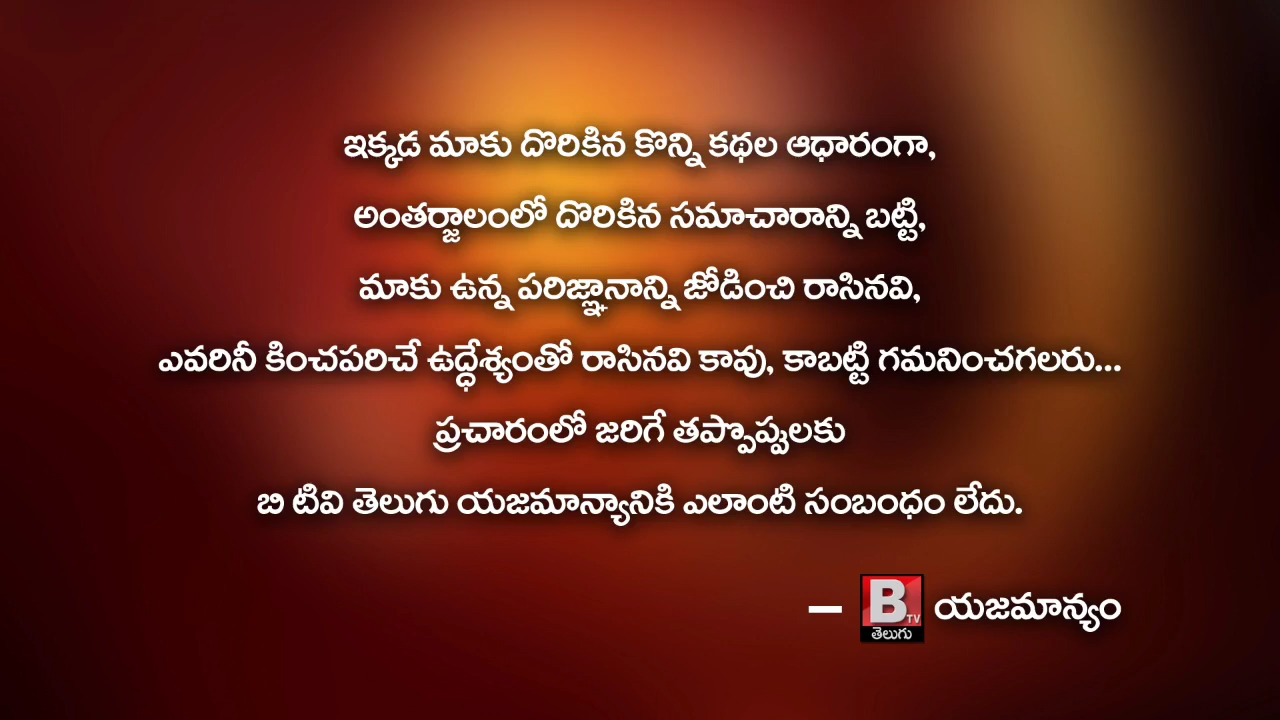 ఇక్కడ మాకు దొరికిన కొన్ని కథల ఆధారంగా,
అంతర్జాలంలో దొరికిన సమాచారాన్ని బట్టి,
మాకు ఉన్న పరిజ్ఞానాన్ని జోడించి రాసినవి,
ఎవరినీ కించపరిచే ఉద్ధేశ్యంతో రాసినవి కావు, కాబట్టి గమనించగలరు...
ప్రచారంలో జరిగే తప్పొప్పులకు
బి టివి తెలుగు యజమాన్యానికి ఎలాంటి సంబంధం లేదు.
– B TV తెలుగు యజమాన్యం